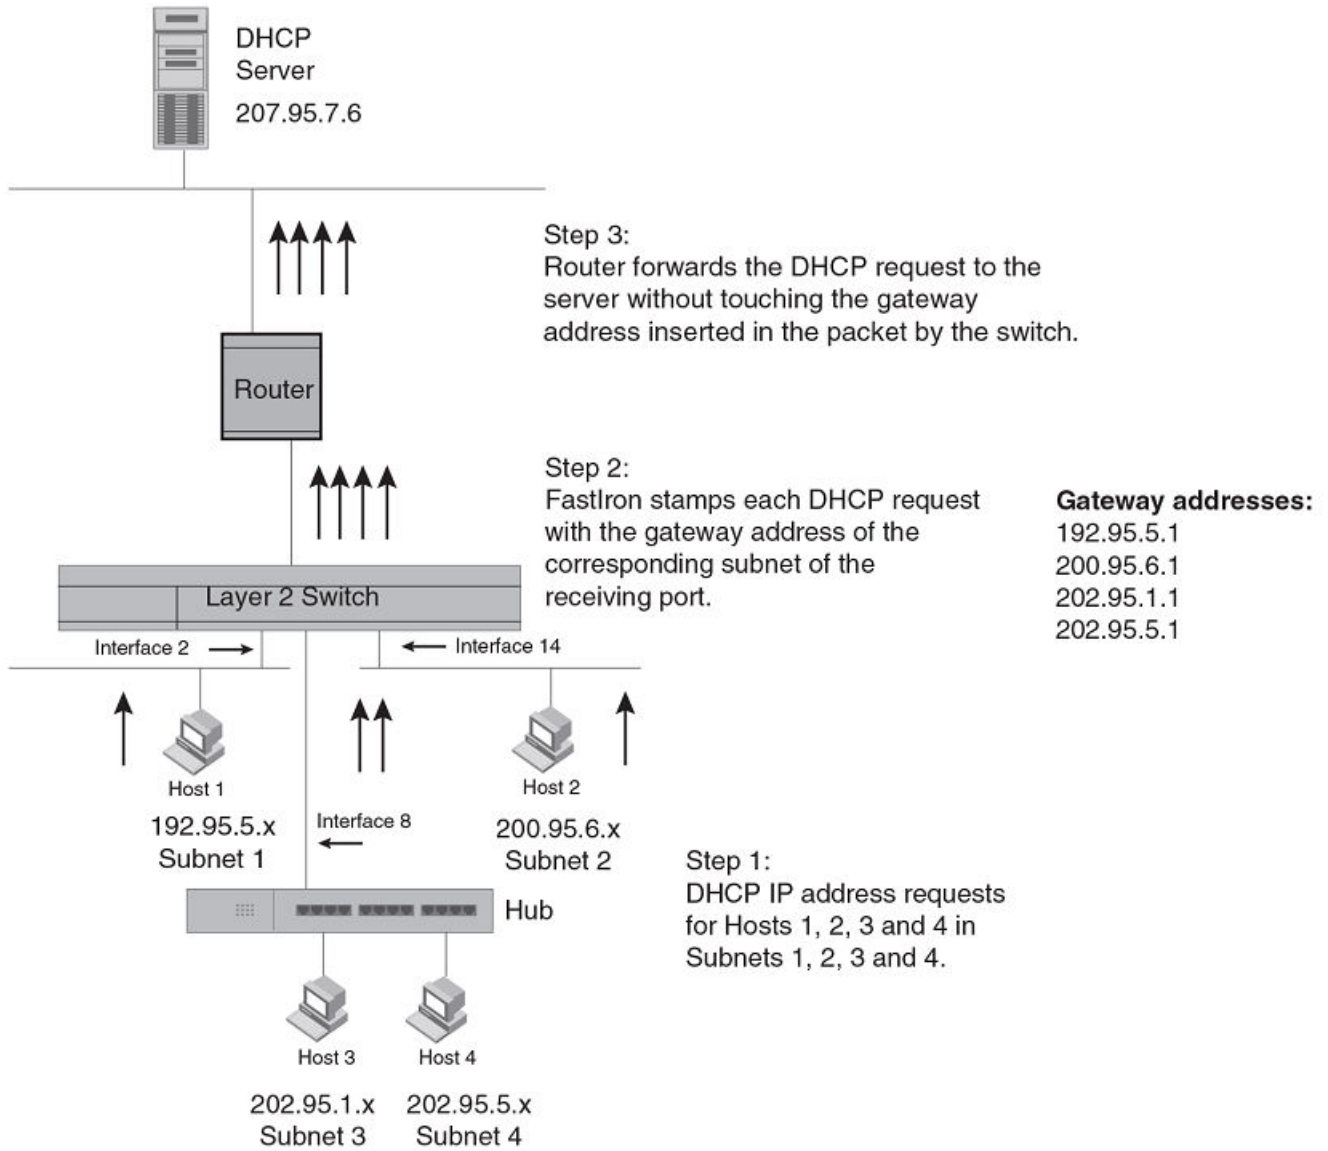 DHCP
Server
207.95.7.6
Step 3:
Router forwards the DHCP request to the
server without touching the gateway
address inserted in the packet by the switch.
Router
Step 2:
FastIron stamps each DHCP request
with the gateway address of the
corresponding subnet of the
receiving port.
Gateway addresses:
192.95.5.1
200.95.6.1
202.95.1.1
202.95.5.1
Layer 2 Switch
Interface 2
Interface 14
Host 1
192.95.5.x
Subnet 1
Interface 8
Host 2
200.95.6.x
Subnet 2
Step 1:
DHCP IP address requests
for Hosts 1, 2, 3 and 4 in
Subnets 1, 2, 3 and 4.
Hub
Host 3
202.95.1.x
Subnet 3
Host 4
202.95.5.x
Subnet 4